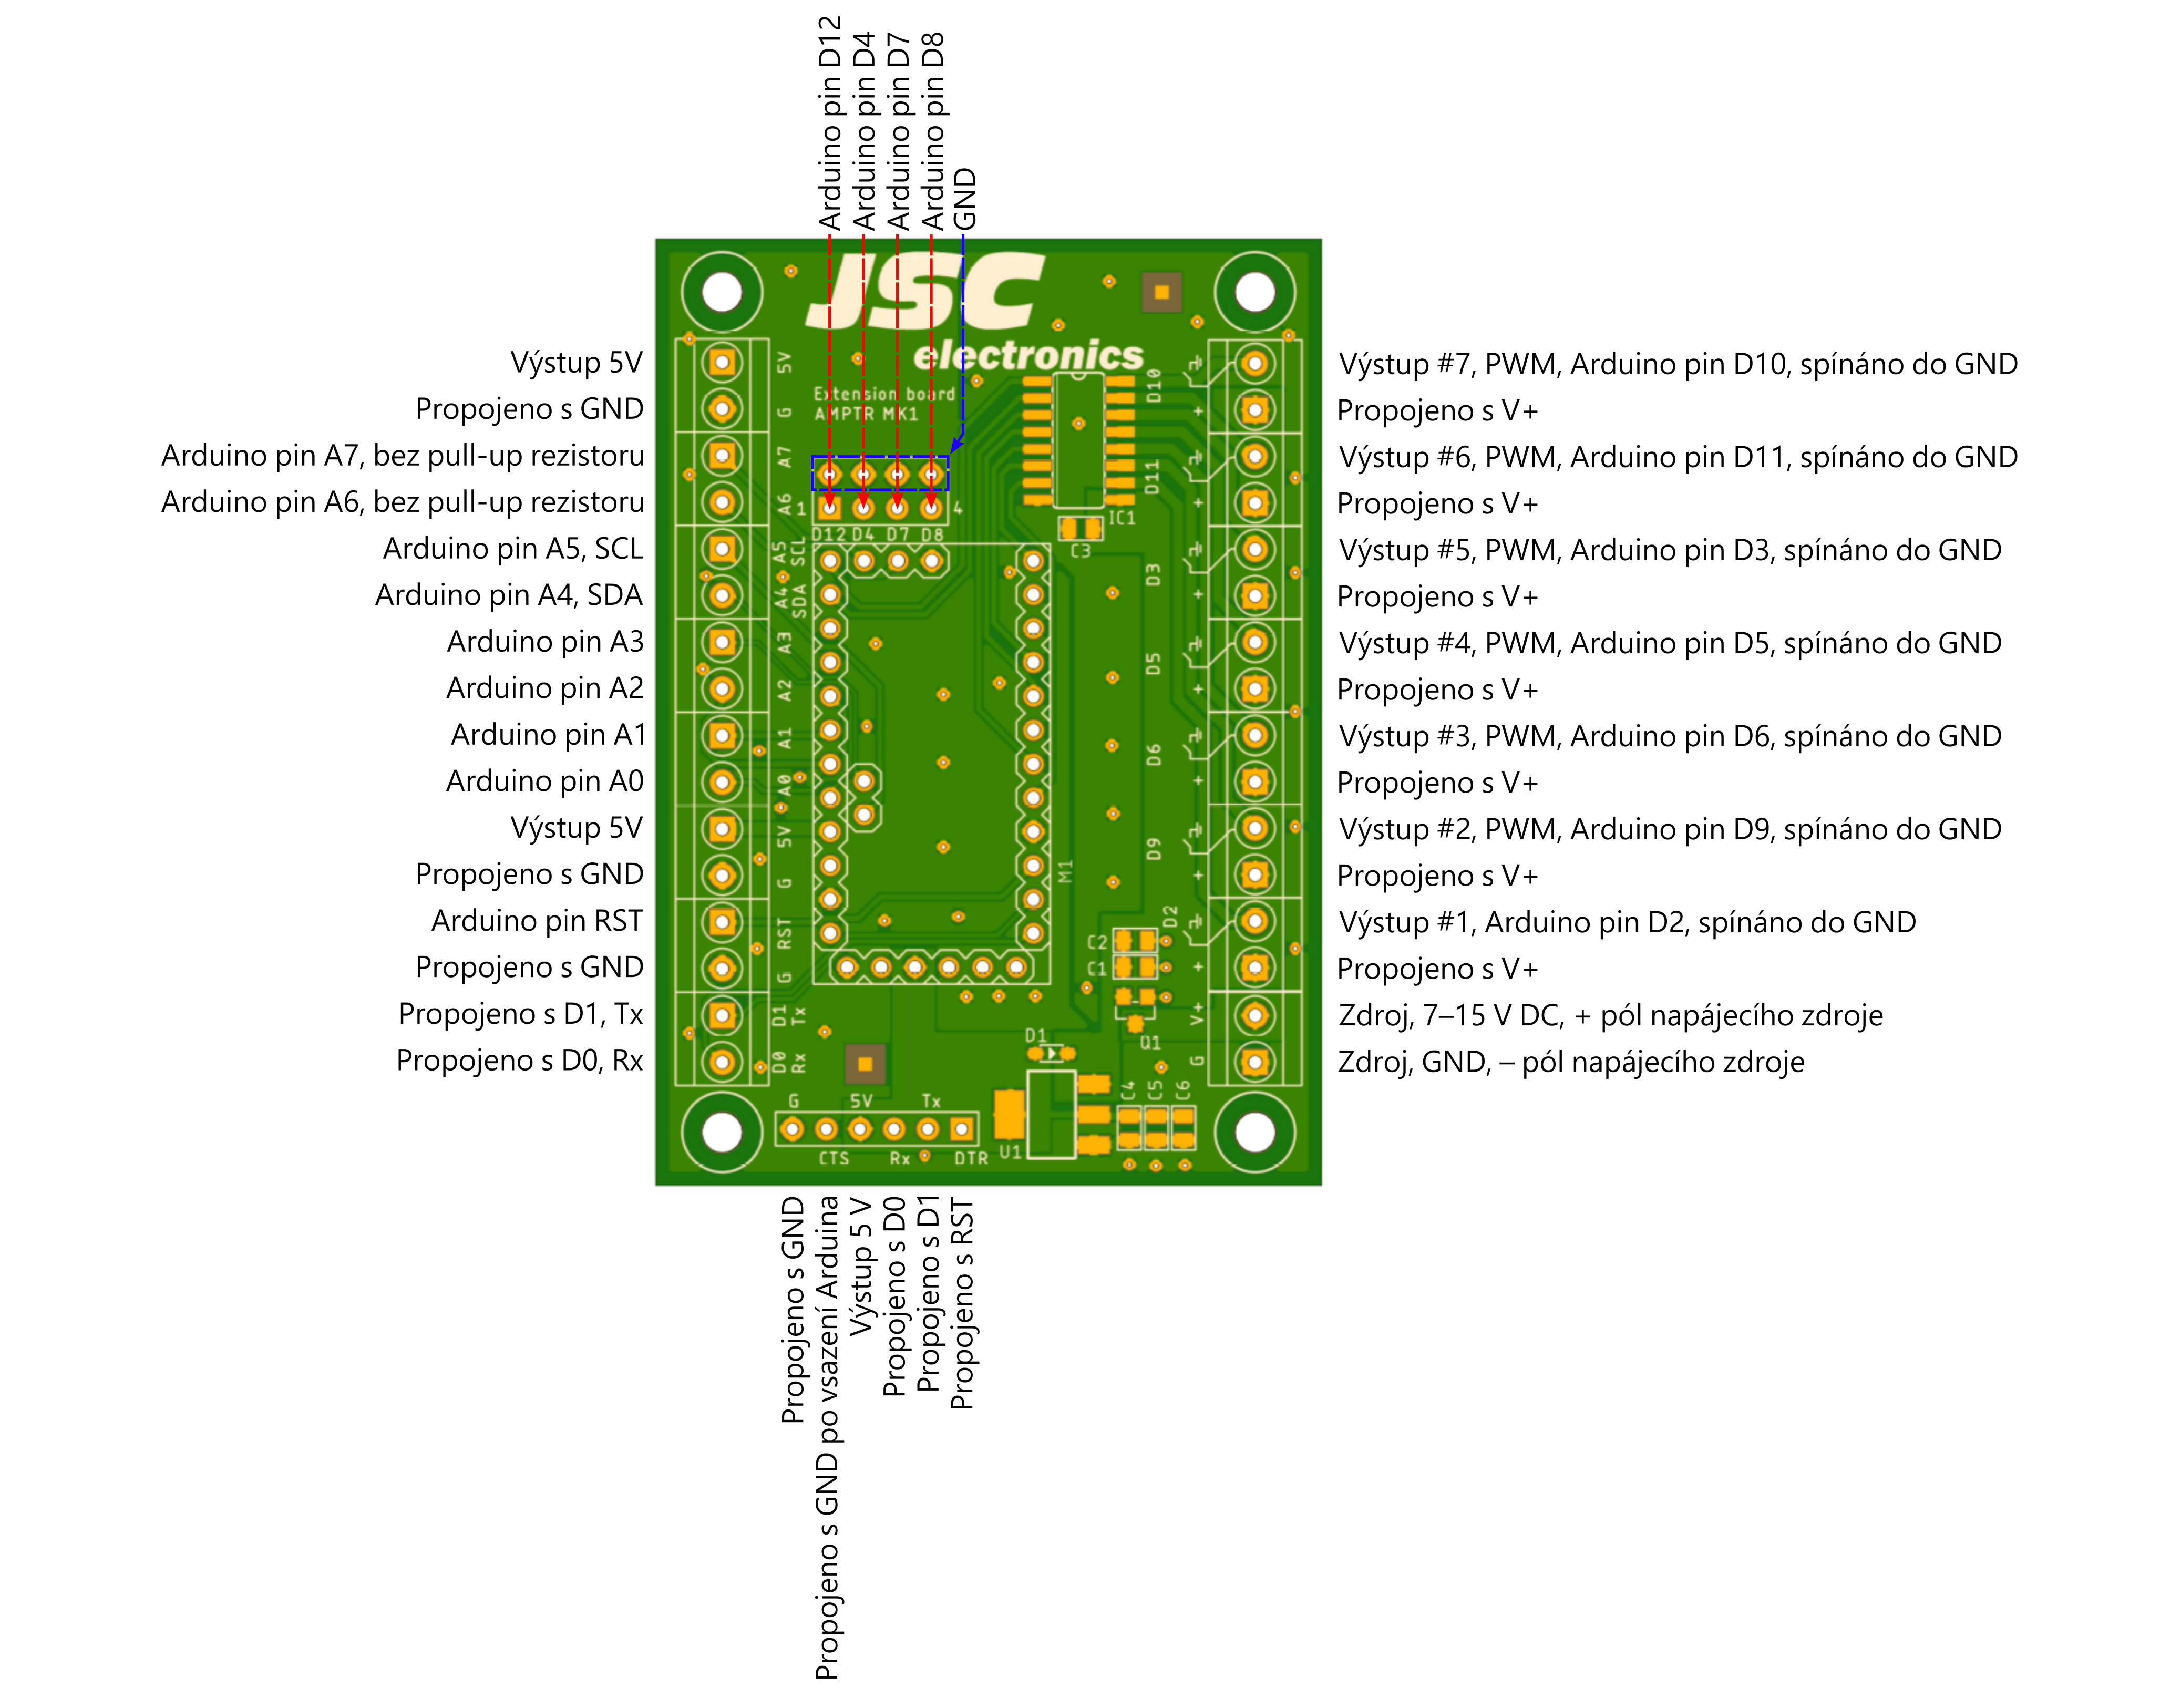 Arduino pin D12
Arduino pin D4
Arduino pin D7
Arduino pin D8
GND
JSC
electronics
Extension board
AMPTR MK1
Výstup 5V
Propojeno s GND
Arduino pin A7, bez pull-up rezistoru
Arduino pin A6, bez pull-up rezistoru
Arduino pin A5, SCL
Arduino pin A4, SDA
Arduino pin A3
Arduino pin A2
Arduino pin A1
Arduino pin A0
Výstup 5V
Propojeno s GND
Arduino pin RST
Propojeno s GND
Propojeno s D1, Tx
Propojeno s D0, Rx
5V
G
A7
A6
A5
SCL
A4
SDA
A3
A2
A1
A0
5V
G
RST
G
D1
Tx
D0
Rx
1
4
D12 D4 D7 D8
IC1
C3
M1
C2
C1
Q1
D1
U1
C4
C5
C6
G
5V
Tx
CTS
Rx
DTR
D10
+
D11
+
D3
+
D5
+
D6
+
D9
+
D2
+
V+
G
Výstup #7, PWM, Arduino pin D10, spínáno do GND
Propojeno s V+
Výstup #6, PWM, Arduino pin D11, spínáno do GND
Propojeno s V+
Výstup #5, PWM, Arduino pin D3, spínáno do GND
Propojeno s V+
Výstup #4, PWM, Arduino pin D5, spínáno do GND
Propojeno s V+
Výstup #3, PWM, Arduino pin D6, spínáno do GND
Propojeno s V+
Výstup #2, PWM, Arduino pin D9, spínáno do GND
Propojeno s V+
Výstup #1, Arduino pin D2, spínáno do GND
Propojeno s V+
Zdroj, 7–15 V DC, + pól napájecího zdroje
Zdroj, GND, – pól napájecího zdroje
Propojeno s GND
Propojeno s GND po vsazení Arduina
Výstup 5 V
Propojeno s D0
Propojeno s D1
Propojeno s RST